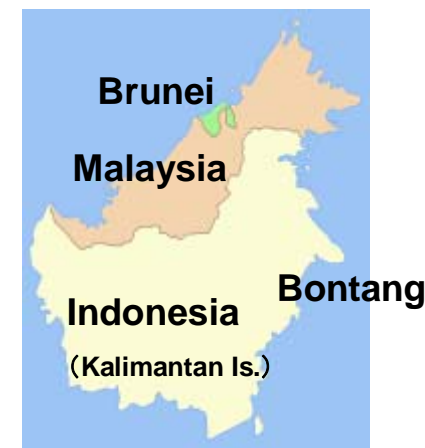 Brunei
Malaysia
Bontang
Indonesia
（Kalimantan Is.）